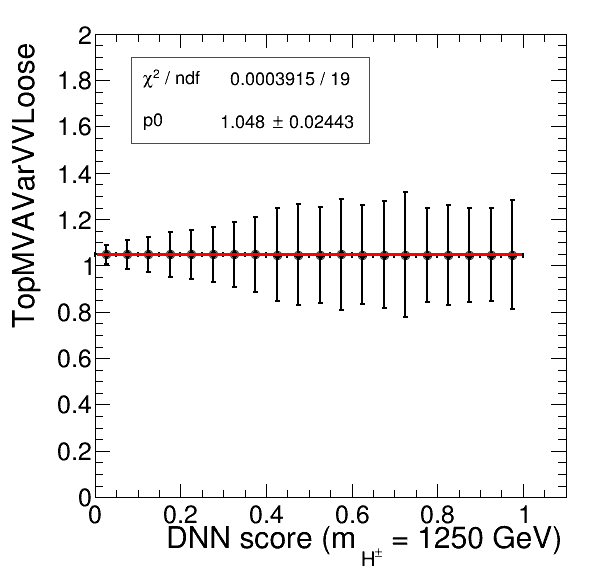 TopMVAVarVVLoose
2
1.8
1.6
1.4
1.2
1
0.8
0.6
0.4
0.2
0
χ² / ndf 0.0003915 / 19
p0 1.048 ± 0.02443
0 0.2 0.4 0.6 0.8 1
DNN score (m_H± = 1250 GeV)